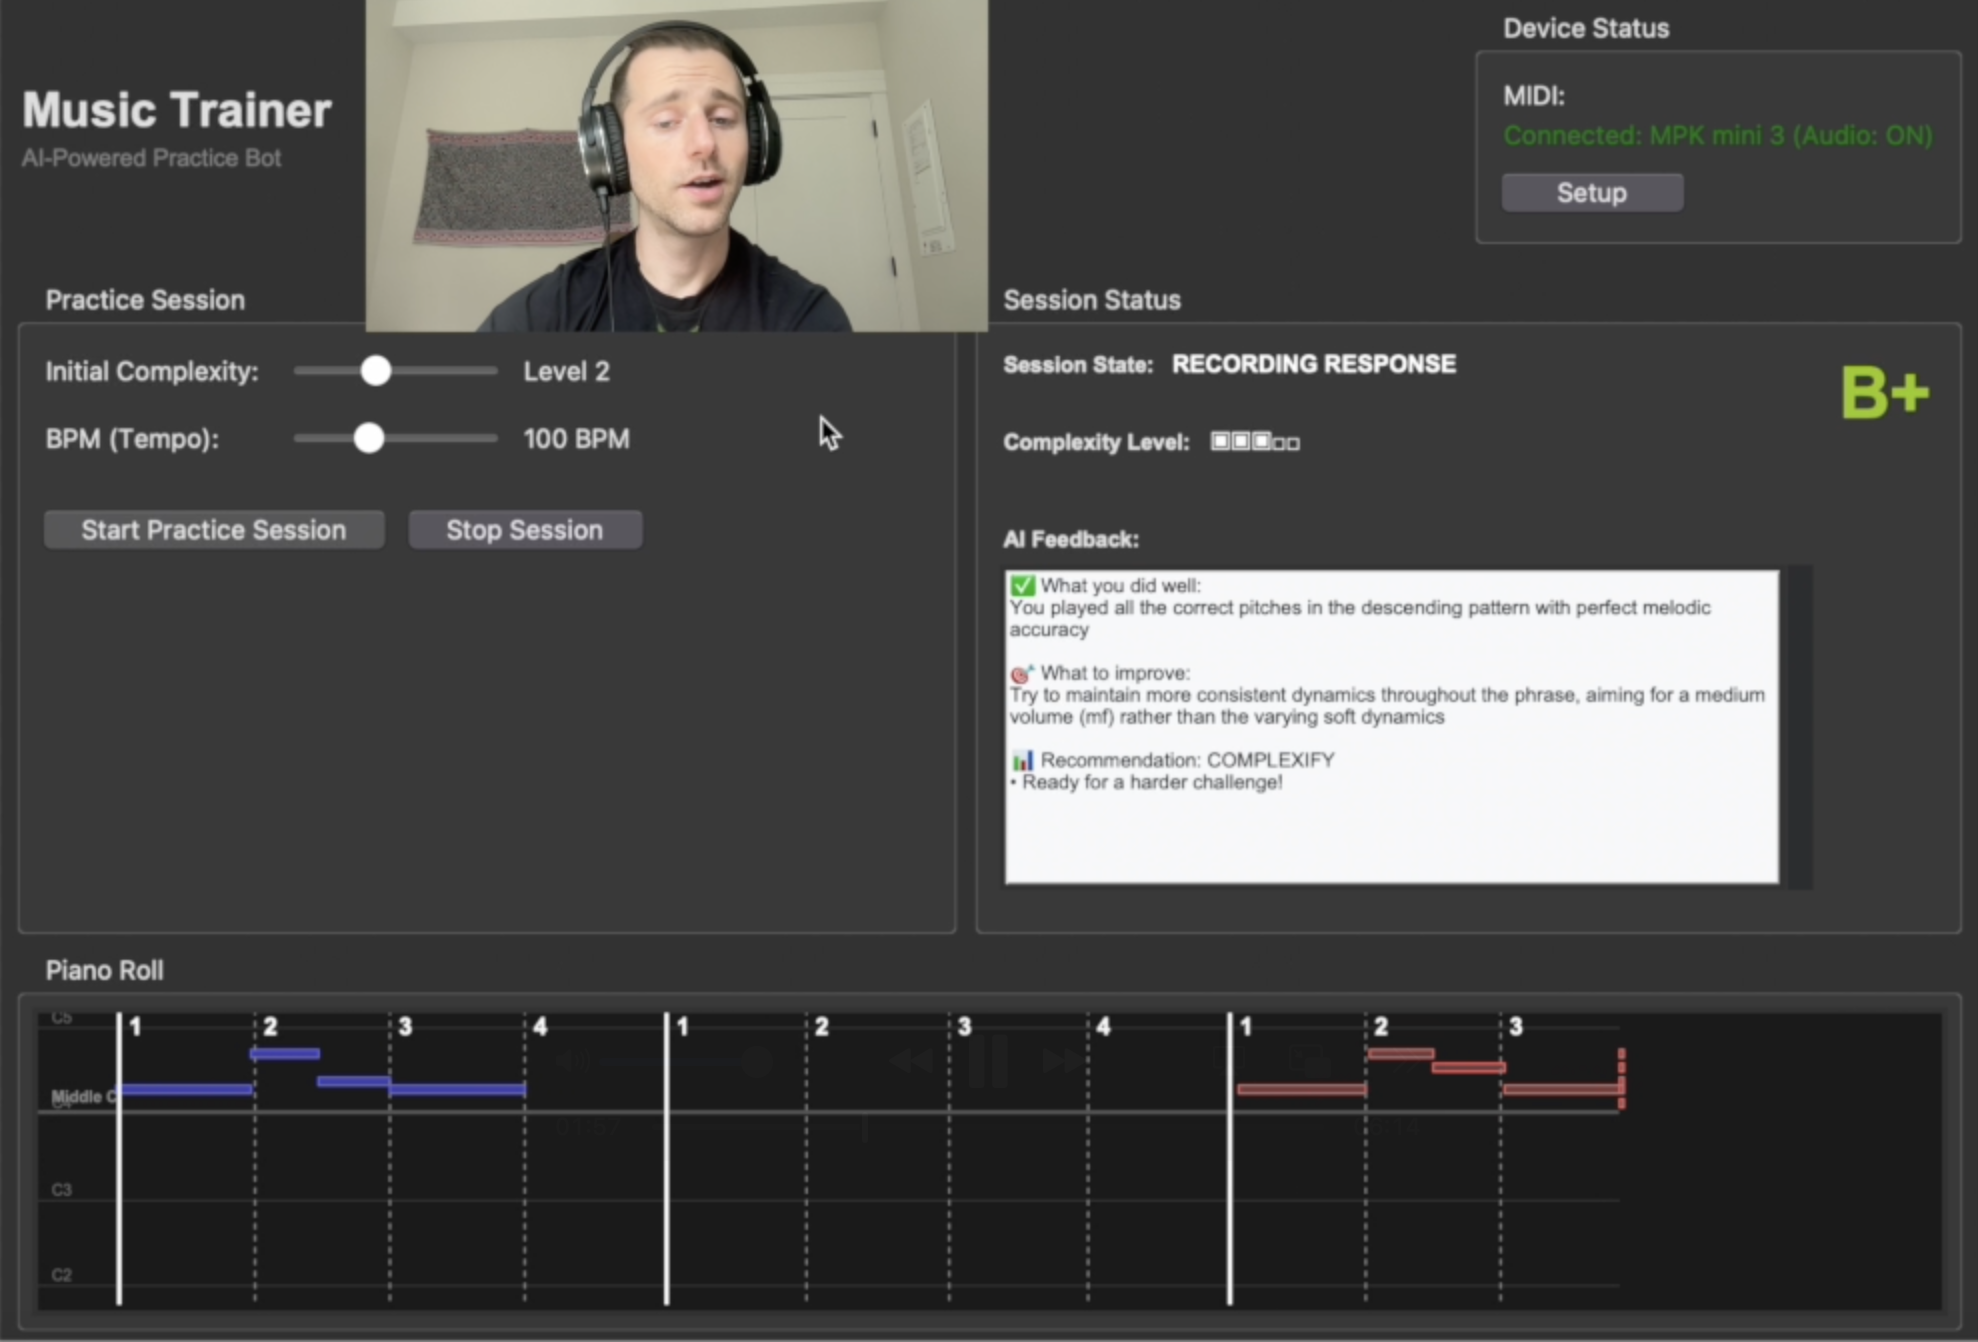 Music Trainer
AI-Powered Practice Bot
Device Status
MIDI:
Connected: MPK mini 3 (Audio: ON)
Setup
Practice Session
Initial Complexity:
Level 2
BPM (Tempo):
100 BPM
Start Practice Session
Stop Session
Session Status
Session State: RECORDING RESPONSE
B+
Complexity Level:
AI Feedback:
✅ What you did well:
You played all the correct pitches in the descending pattern with perfect melodic
accuracy
🎯 What to improve:
Try to maintain more consistent dynamics throughout the phrase, aiming for a medium
volume (mf) rather than the varying soft dynamics
📊 Recommendation: COMPLEXIFY
• Ready for a harder challenge!
Piano Roll
C5
1 2 3 4 1 2 3 4 1 2 3
Middle C
C4
C3
C2